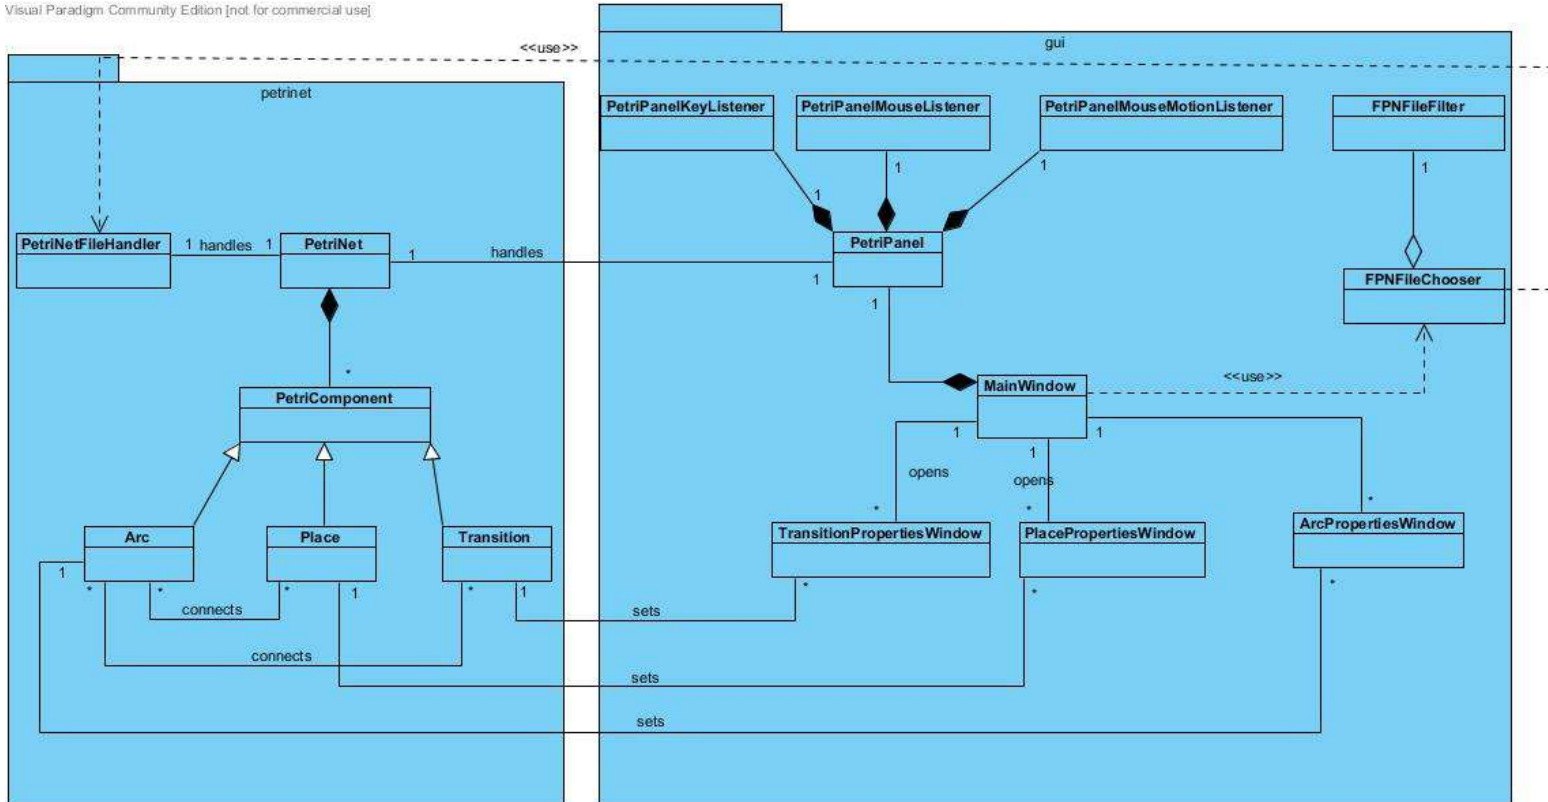 Visual Paradigm Community Edition [not for commercial use]
<<use>>
gui
petrinet
PetriPanelKeyListener
PetriPanelMouseListener
PetriPanelMouseMotionListener
FPNFileFilter
1
1
1
1
PetriNetFileHandler
1 handles 1
PetriNet
1
handles
1
PetriPanel
1
FPNFileChooser
*
PetriComponent
MainWindow
<<use>>
1
1
1
opens
opens
*
*
*
Arc
Place
Transition
TransitionPropertiesWindow
PlacePropertiesWindow
ArcPropertiesWindow
1
*
*
*
1
*
1
*
*
*
connects
sets
connects
sets
sets